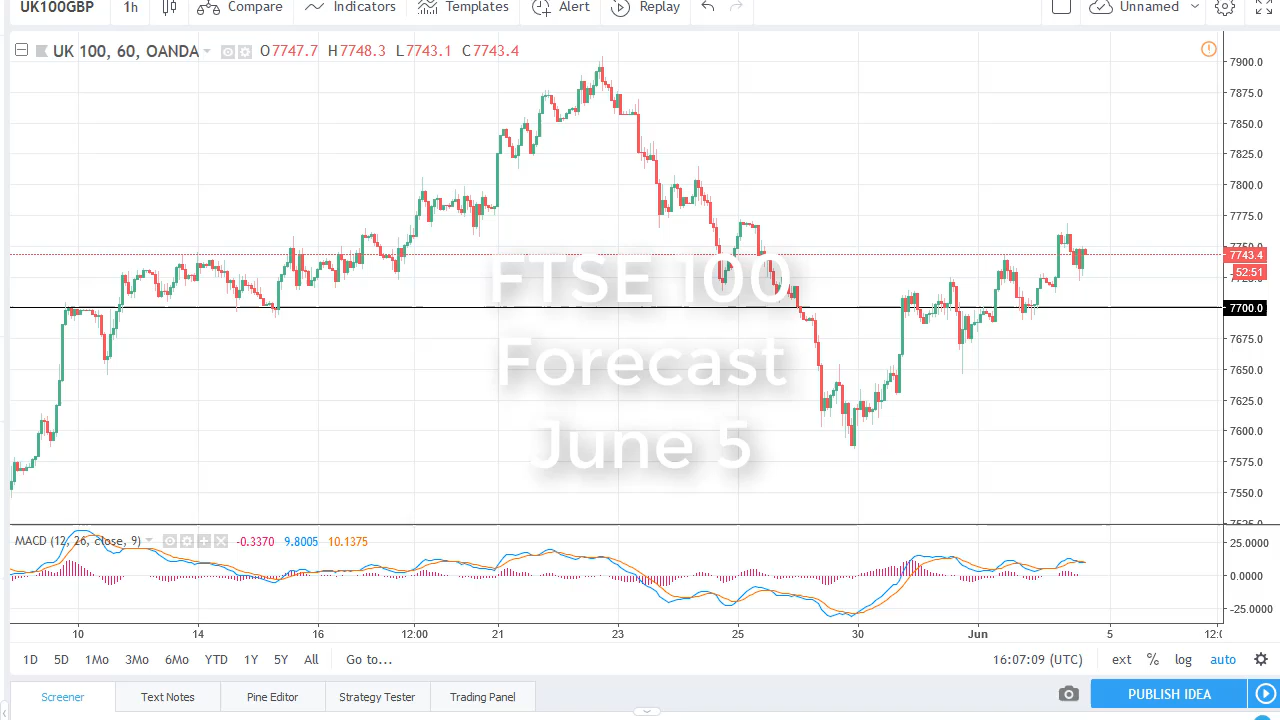 UK100GBP 1h Compare Indicators Templates Alert Replay Unnamed
UK 100, 60, OANDA O7747.7 H7748.3 L7743.1 C7743.4
7900.0
7875.0
7850.0
7825.0
7800.0
7775.0
7750.0
7743.4
52:51
7700.0
7675.0
7650.0
7625.0
7600.0
7575.0
7550.0
7525.0
FTSE 100
Forecast
June 5
MACD (12, 26, close, 9) -0.3370 9.8005 10.1375
25.0000
0.0000
-25.0000
10 14 16 12:00 21 23 25 30 Jun 5
1D 5D 1Mo 3Mo 6Mo YTD 1Y 5Y All Go to... 16:07:09 (UTC) ext % log auto
Screener Text Notes Pine Editor Strategy Tester Trading Panel PUBLISH IDEA